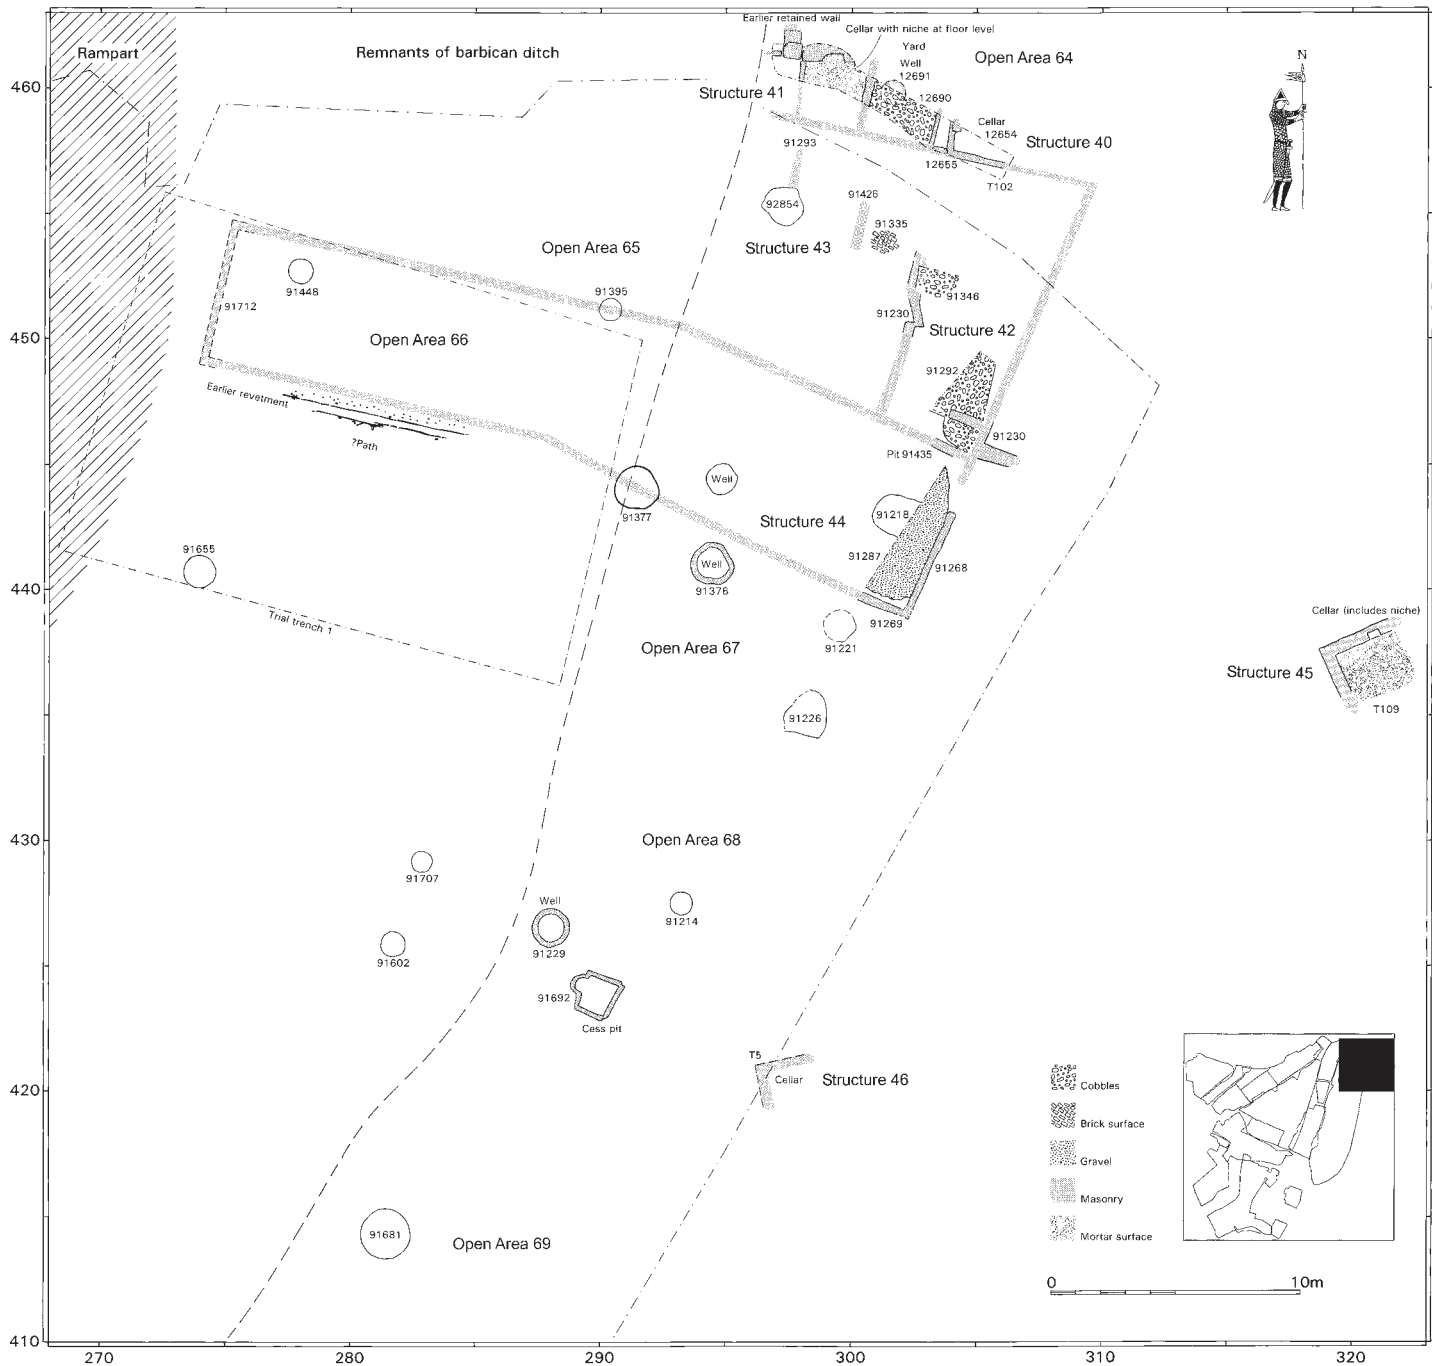 Earlier retained wall
Cellar with niche at floor level
Rampart
Remnants of barbican ditch
Yard
Open Area 64
N
Well
12691
460
Structure 41
12690
Cellar
12654
Structure 40
91293
12655
T102
91426
92854
91335
Open Area 65
Structure 43
91448
91395
91346
91712
91230
Structure 42
450
Open Area 66
91292
Earlier revetment
?Path
91230
Pit 91435
Well
91377
Structure 44
91218
91655
91287
91268
Well
440
91376
Trial trench 1
91269
Cellar (includes niche)
Open Area 67
91221
Structure 45
T109
91226
430
Open Area 68
91707
Well
91214
91229
91602
91692
Cess pit
T5
Cellar
Structure 46
420
Cobbles
Brick surface
Gravel
Masonry
Mortar surface
91681
Open Area 69
0
10m
410
270
280
290
300
310
320